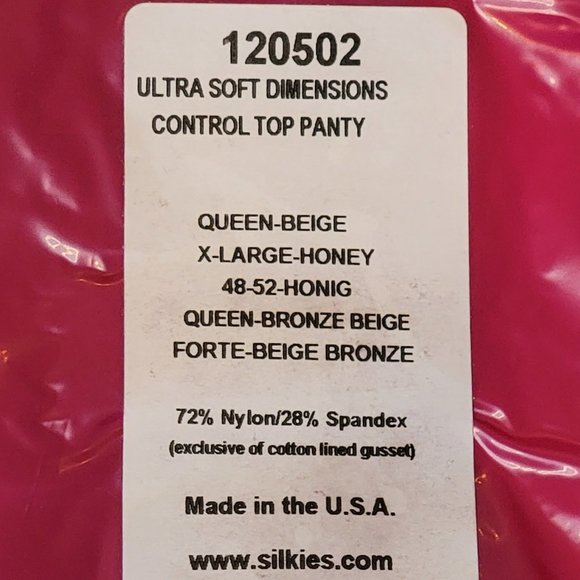 120502
ULTRA SOFT DIMENSIONS
CONTROL TOP PANTY
QUEEN-BEIGE
X-LARGE-HONEY
48-52-HONIG
QUEEN-BRONZE BEIGE
FORTE-BEIGE BRONZE
72% Nylon/28% Spandex
(exclusive of cotton lined gusset)
Made in the U.S.A.
www.silkies.com